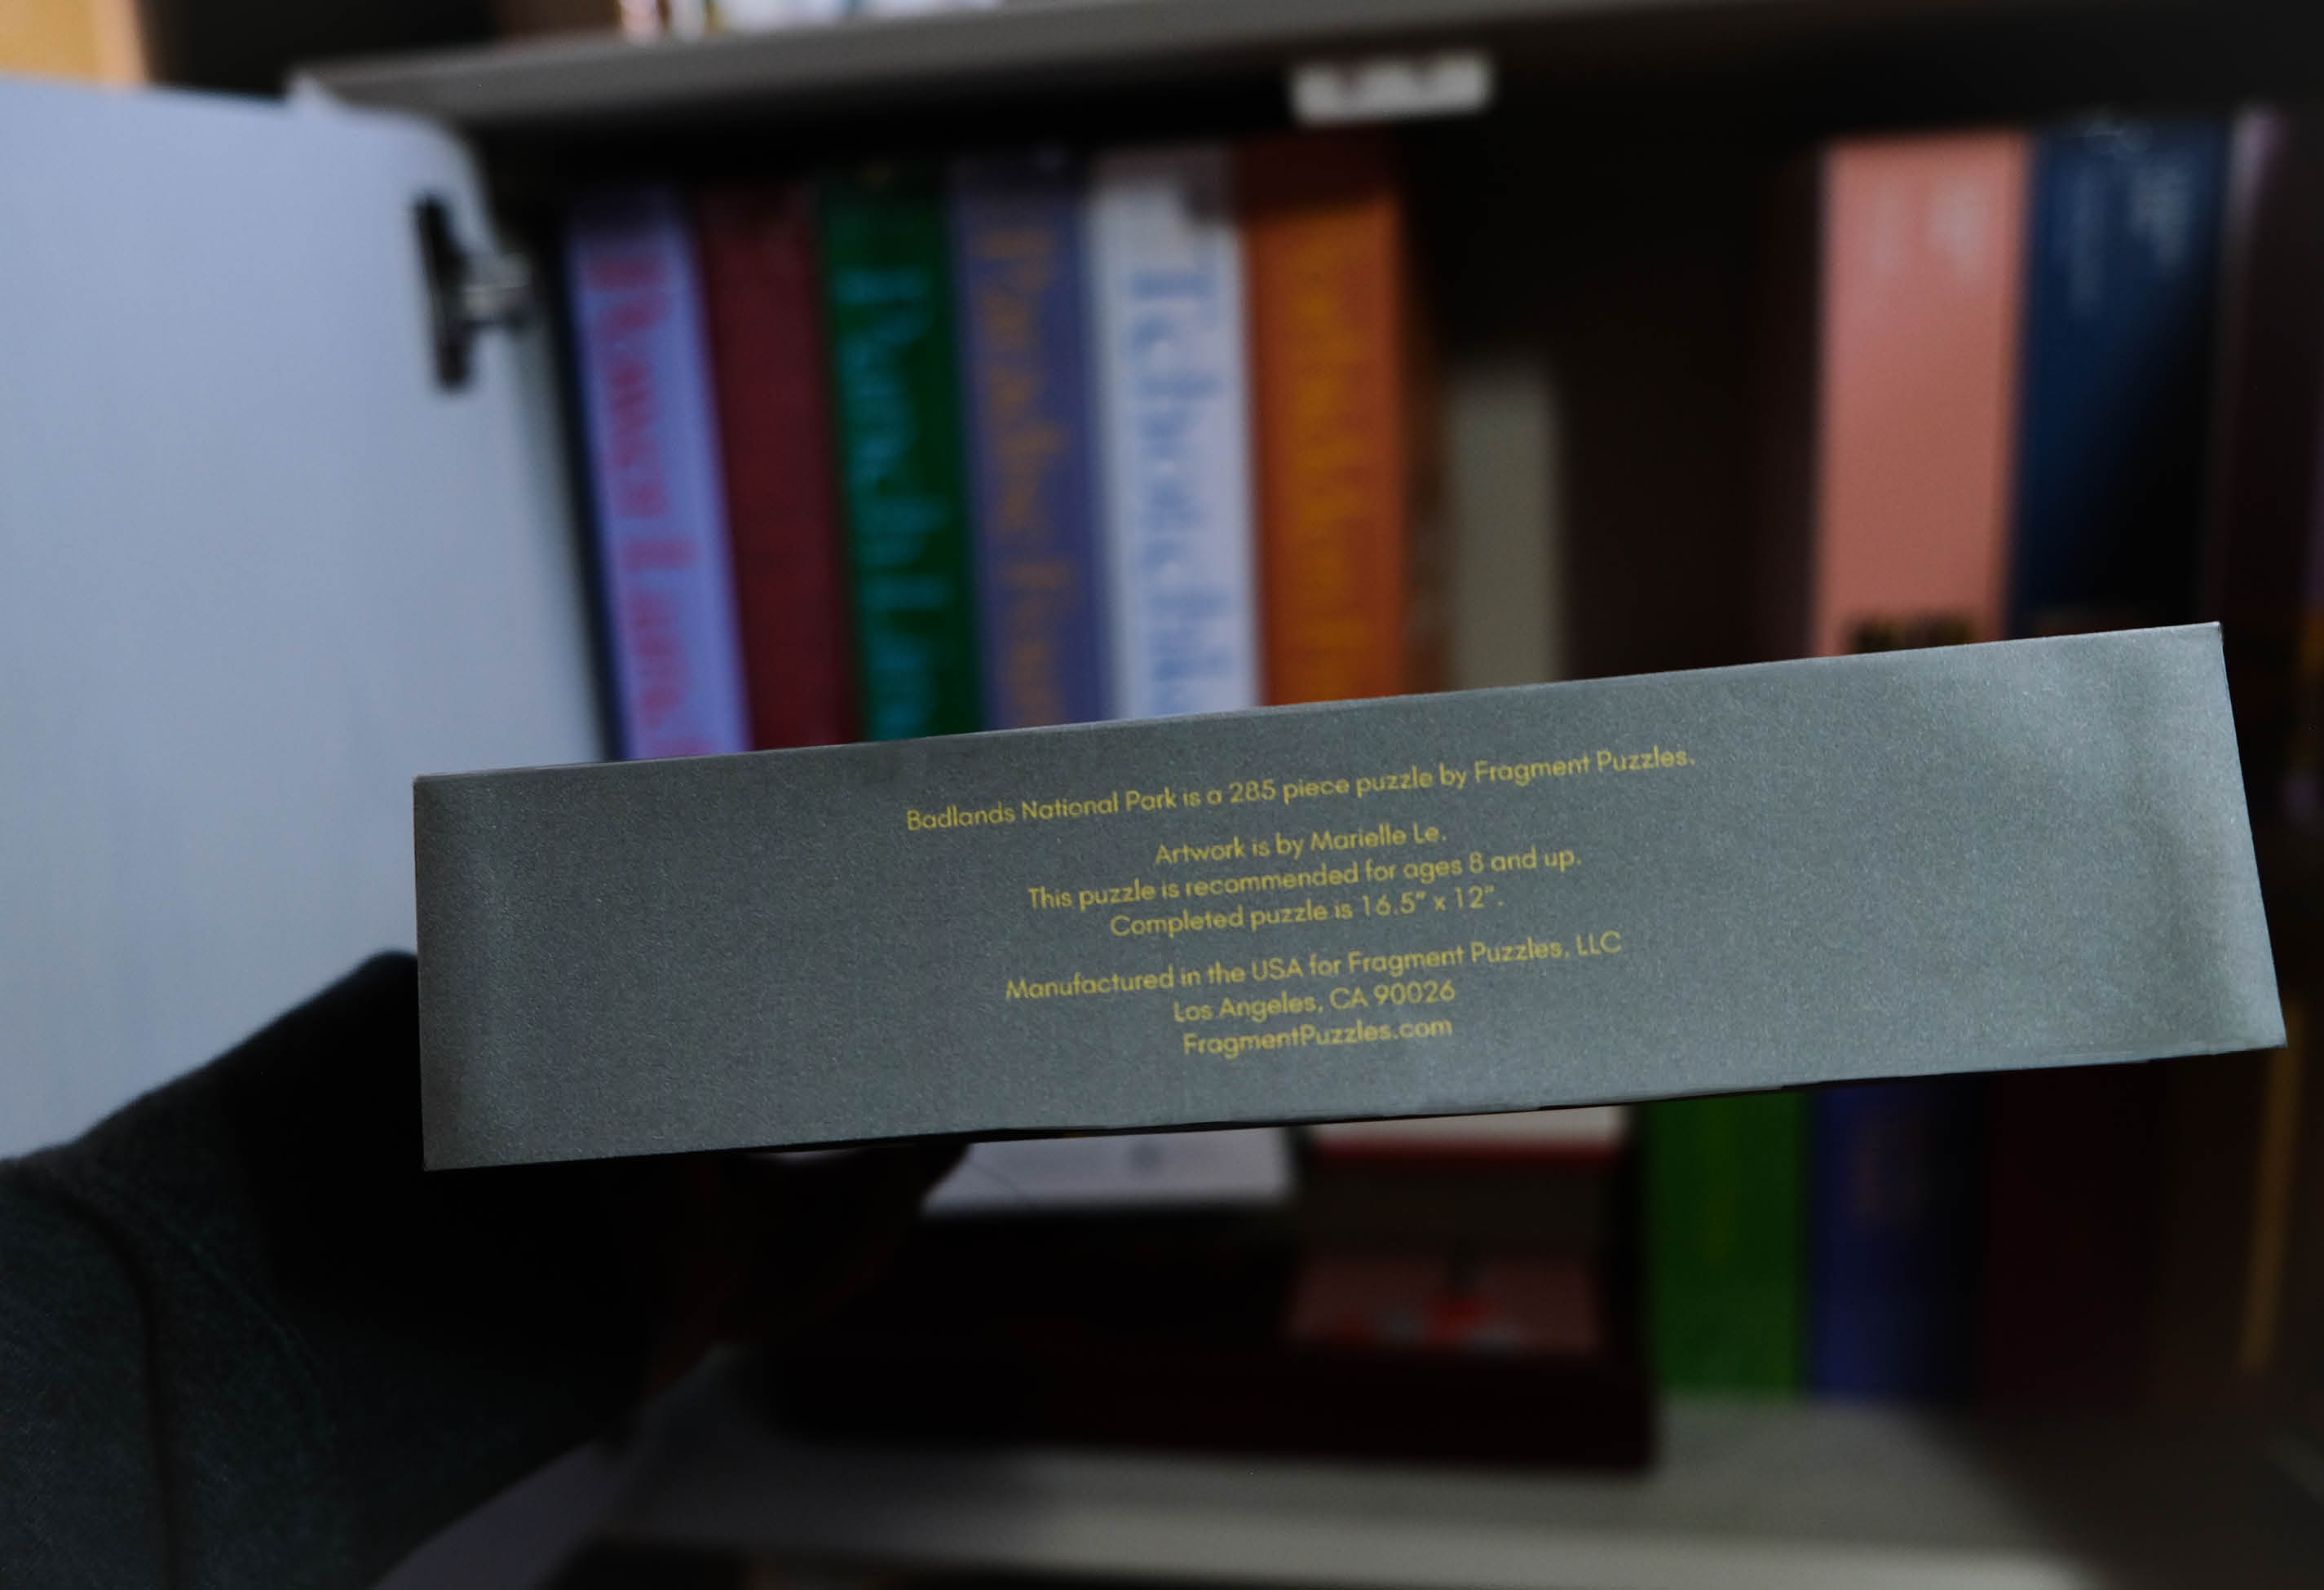 Badlands National Park is a 285 piece puzzle by Fragment Puzzles.
Artwork is by Marielle Le.
This puzzle is recommended for ages 8 and up.
Completed puzzle is 16.5” x 12”.
Manufactured in the USA for Fragment Puzzles, LLC
Los Angeles, CA 90026
FragmentPuzzles.com